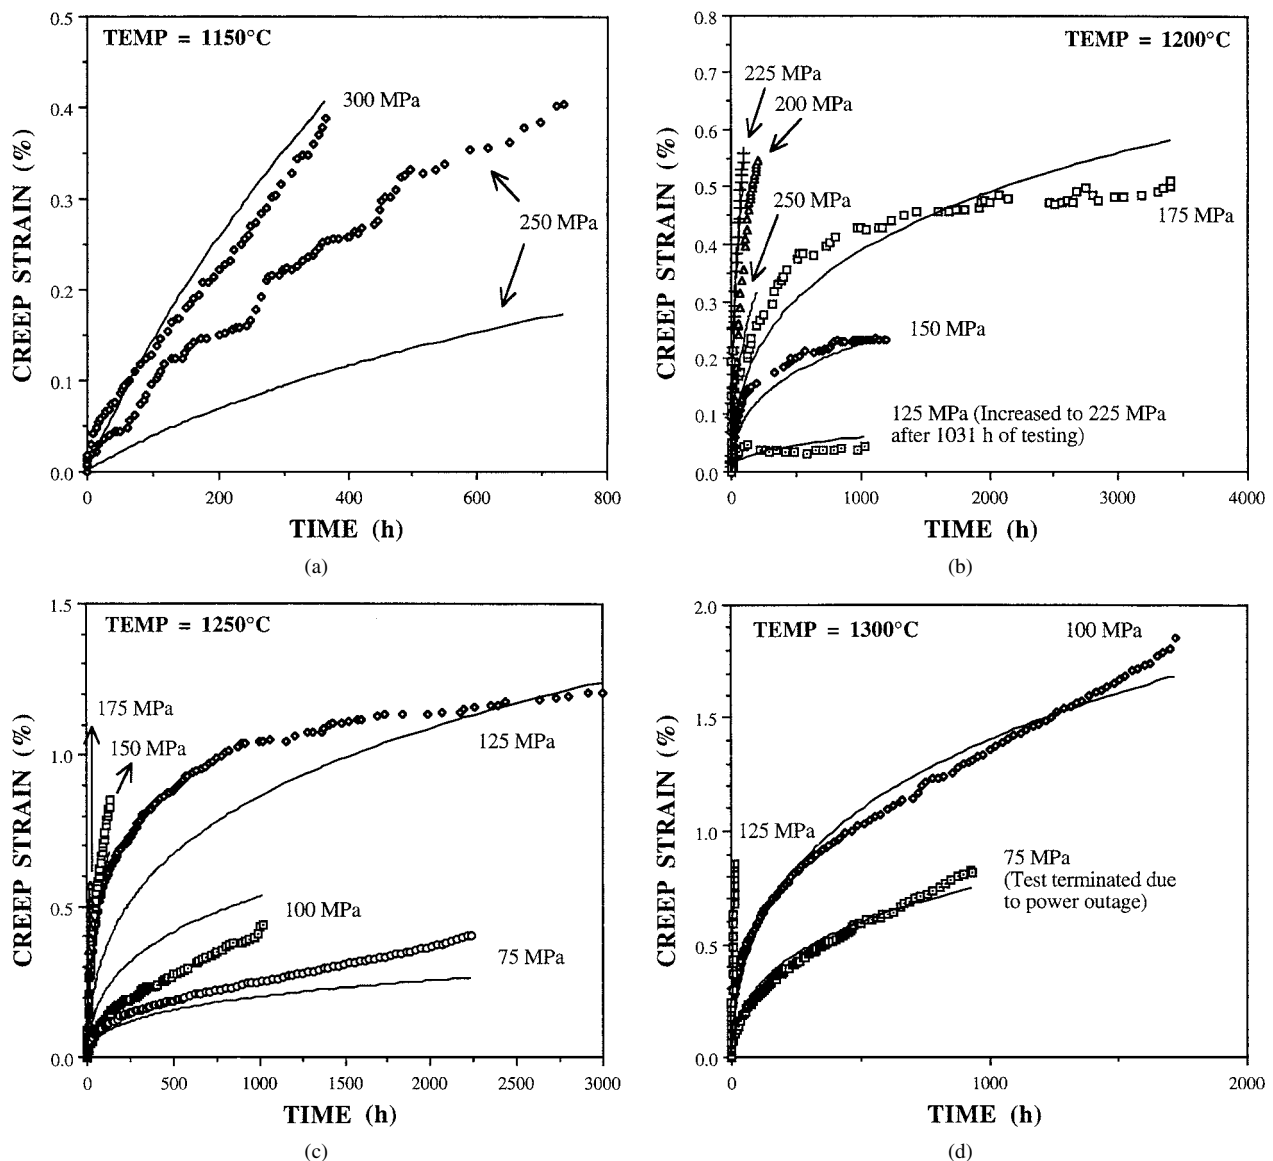 TEMP = 1150°C
CREEP STRAIN (%)
0.5
0.4
0.3
0.2
0.1
0.0
300 MPa
250 MPa
0 200 400 600 800
TIME (h)
(a)
TEMP = 1200°C
CREEP STRAIN (%)
0.8
0.7
0.6
0.5
0.4
0.3
0.2
0.1
0.0
225 MPa
200 MPa
250 MPa
175 MPa
150 MPa
125 MPa (Increased to 225 MPa
after 1031 h of testing)
0 1000 2000 3000 4000
TIME (h)
(b)
TEMP = 1250°C
CREEP STRAIN (%)
1.5
1.0
0.5
0.0
175 MPa
150 MPa
125 MPa
100 MPa
75 MPa
0 500 1000 1500 2000 2500 3000
TIME (h)
(c)
TEMP = 1300°C
CREEP STRAIN (%)
2.0
1.5
1.0
0.5
0.0
100 MPa
125 MPa
75 MPa
(Test terminated due
to power outage)
0 1000 2000
TIME (h)
(d)